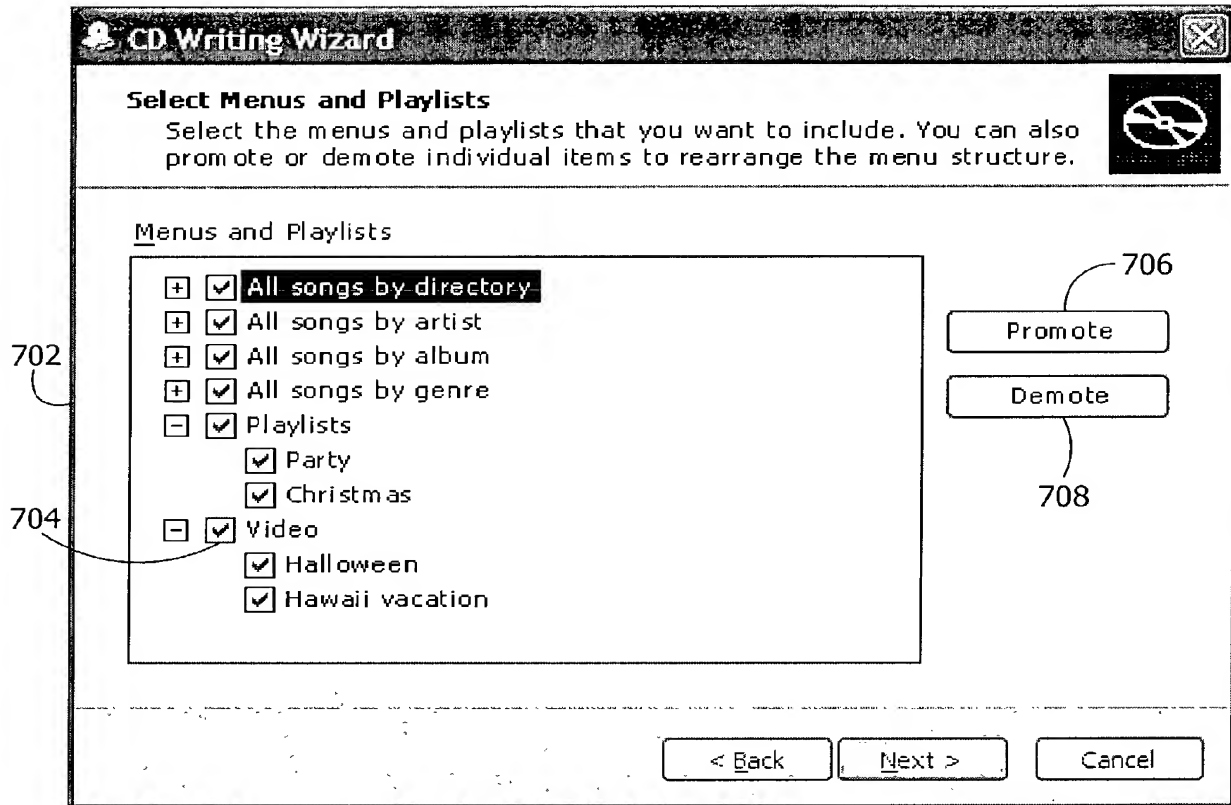 CD Writing Wizard
Select Menus and Playlists
Select the menus and playlists that you want to include. You can also
promote or demote individual items to rearrange the menu structure.
Menus and Playlists
All songs by directory
All songs by artist
All songs by album
All songs by genre
Playlists
Party
Christmas
Video
Halloween
Hawaii vacation
702
704
706
Promote
Demote
708
< Back
Next >
Cancel